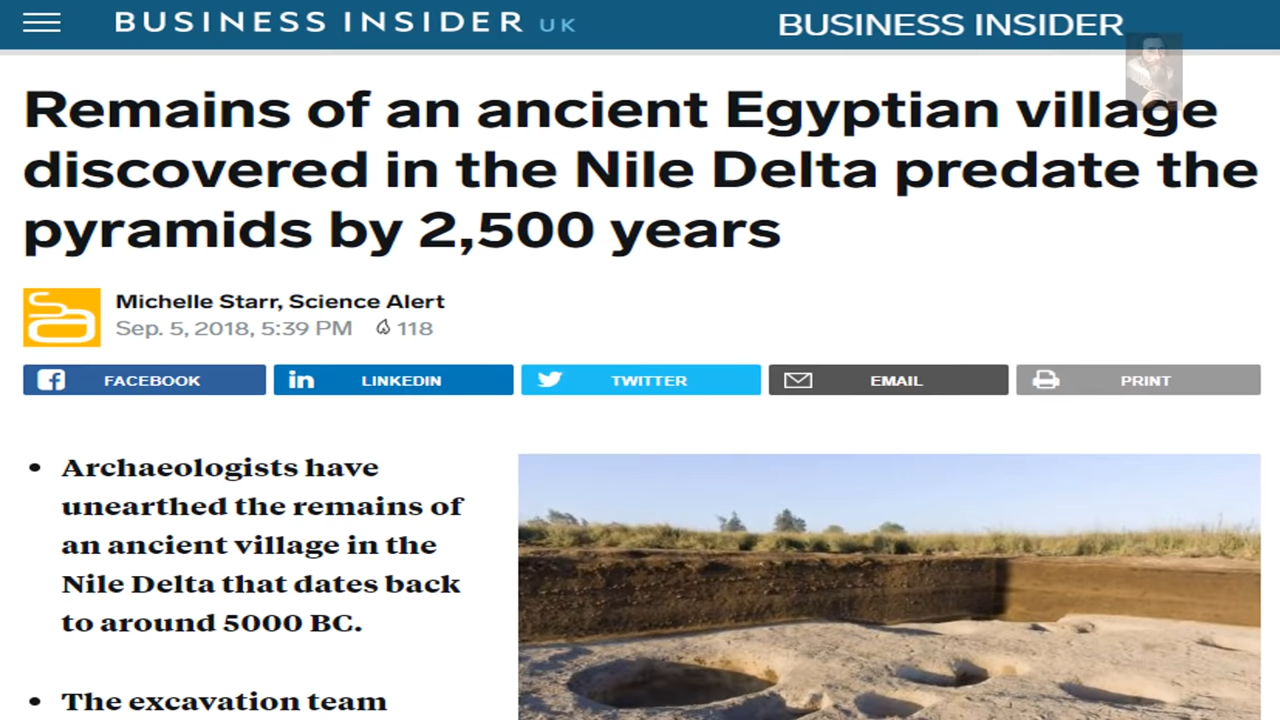 BUSINESS INSIDER UK
BUSINESS INSIDER
Remains of an ancient Egyptian village
discovered in the Nile Delta predate the
pyramids by 2,500 years
Michelle Starr, Science Alert
Sep. 5, 2018, 5:39 PM 118
FACEBOOK
LINKEDIN
TWITTER
EMAIL
PRINT
• Archaeologists have
unearthed the remains of
an ancient village in the
Nile Delta that dates back
to around 5000 BC.
• The excavation team